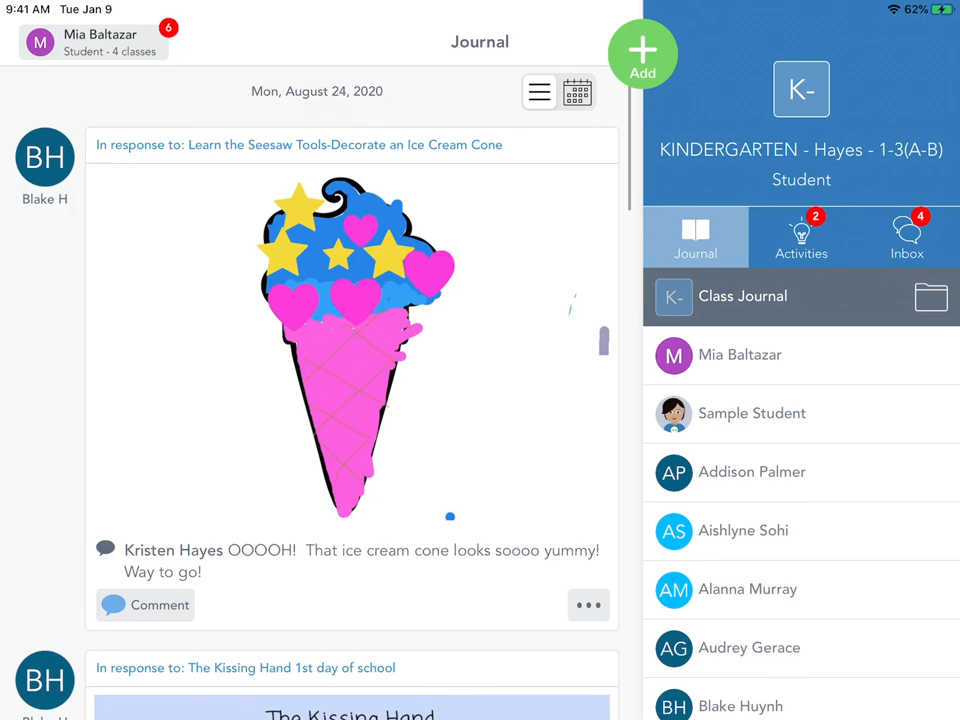 9:41 AM Tue Jan 9
62%
M
Mia Baltazar
Student - 4 classes
6
Journal
Add
Mon, August 24, 2020
BH
Blake H
In response to: Learn the Seesaw Tools-Decorate an Ice Cream Cone
Kristen Hayes OOOOH! That ice cream cone looks soooo yummy!
Way to go!
Comment
BH
In response to: The Kissing Hand 1st day of school
The Kissing Hand
K-
KINDERGARTEN - Hayes - 1-3(A-B)
Student
Journal
2
Activities
4
Inbox
K-
Class Journal
M
Mia Baltazar
Sample Student
AP
Addison Palmer
AS
Aishlyne Sohi
AM
Alanna Murray
AG
Audrey Gerace
BH
Blake Huynh